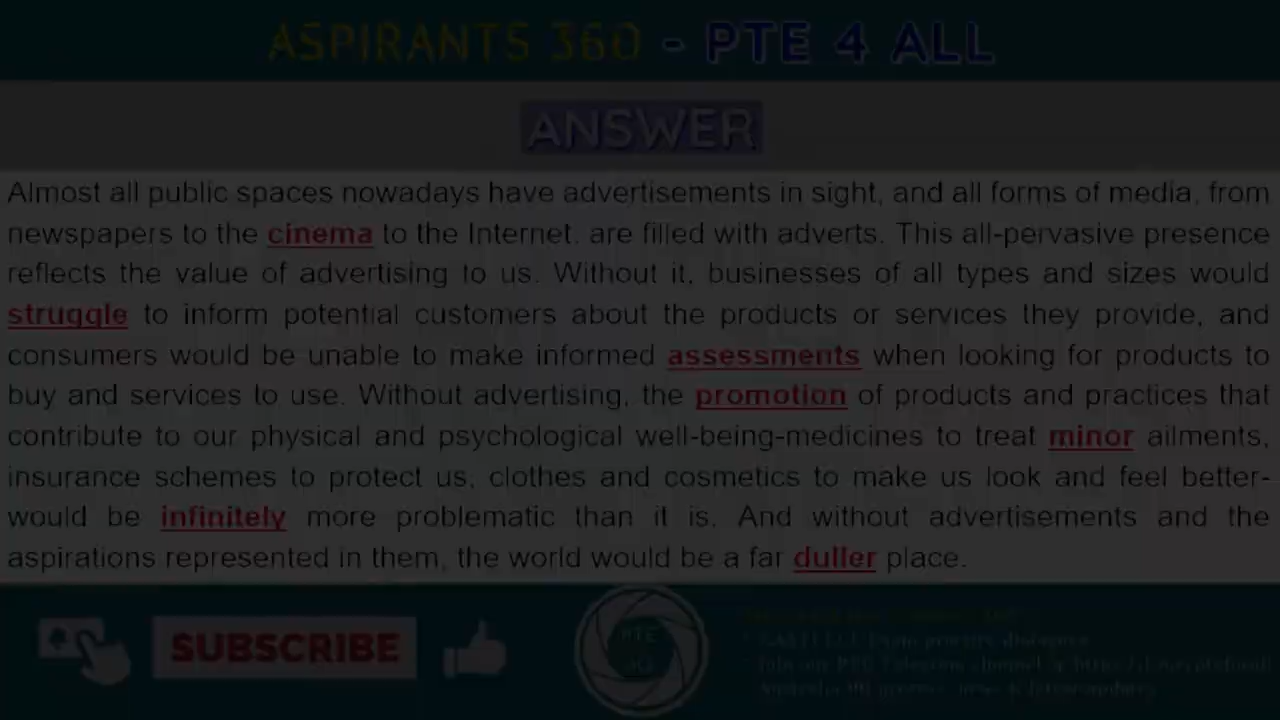 ASPIRANTS 360 - PTE 4 ALL
ANSWER
Almost all public spaces nowadays have advertisements in sight, and all forms of media, from
newspapers to the cinema to the Internet, are filled with adverts. This all-pervasive presence
reflects the value of advertising to us. Without it, businesses of all types and sizes would
struggle to inform potential customers about the products or services they provide, and
consumers would be unable to make informed assessments when looking for products to
buy and services to use. Without advertising, the promotion of products and practices that
contribute to our physical and psychological well-being-medicines to treat minor ailments,
insurance schemes to protect us, clothes and cosmetics to make us look and feel better-
would be infinitely more problematic than it is. And without advertisements and the
aspirations represented in them, the world would be a far duller place.
SUBSCRIBE
PTE